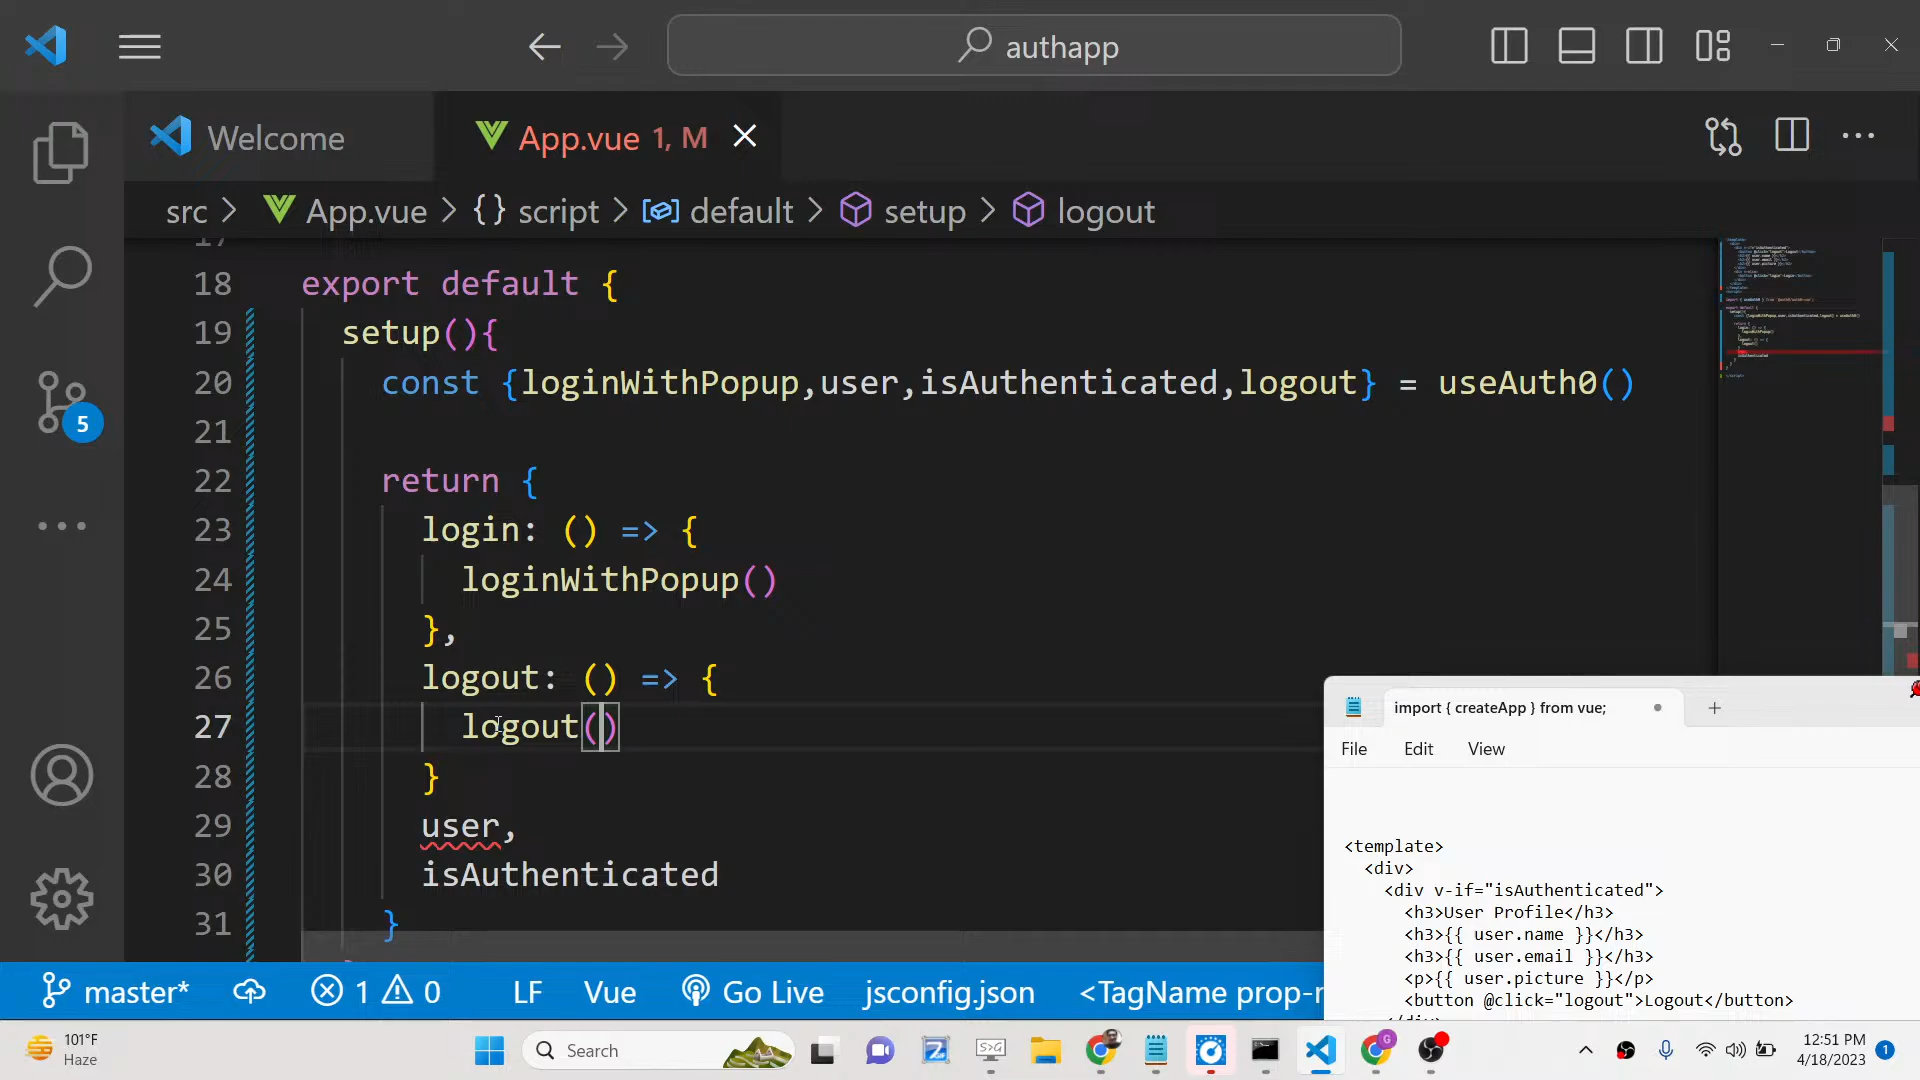 authapp
Welcome
App.vue 1, M
src > App.vue > {} script > default > setup > logout
17
18 export default {
19 setup(){
20 const {loginWithPopup,user,isAuthenticated,logout} = useAuth0()
21
22 return {
23 login: () => {
24 loginWithPopup()
25 },
26 logout: () => {
27 logout()
28 }
29 user,
30 isAuthenticated
31 }
5
import { createApp } from vue;
File Edit View
<template>
<div>
<div v-if="isAuthenticated">
<h3>User Profile</h3>
<h3>{{ user.name }}</h3>
<h3>{{ user.email }}</h3>
<p>{{ user.picture }}</p>
<button @click="logout">Logout</button>
</div>
master* 1 0 LF Vue Go Live jsconfig.json <TagName prop-
101°F
Haze
Search
12:51 PM
4/18/2023
1